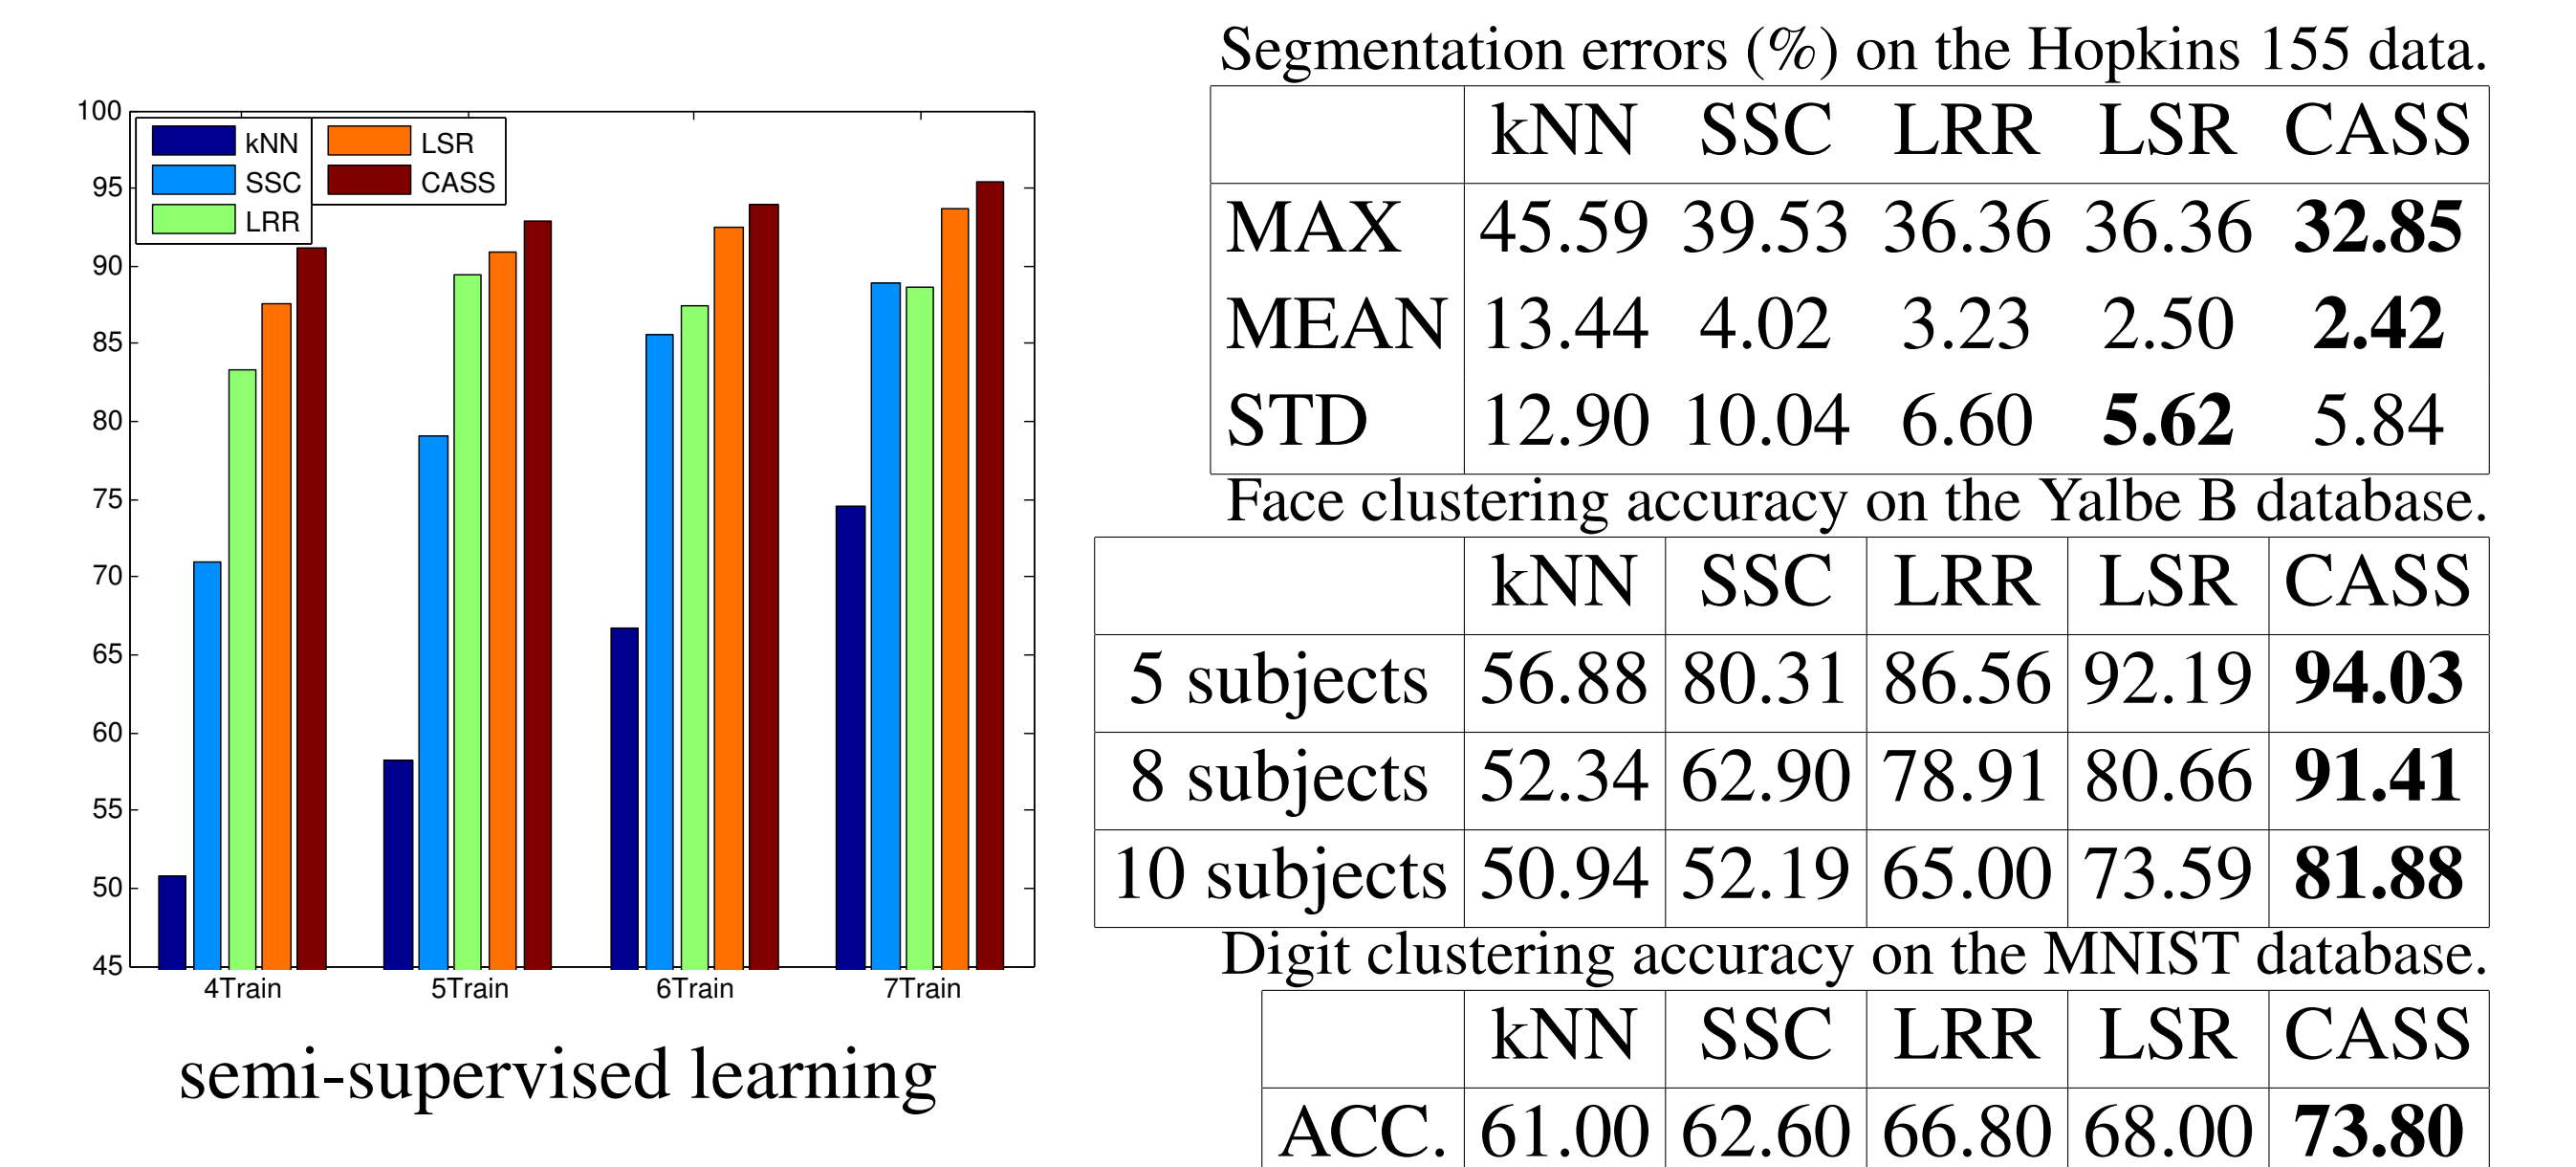 100
95
90
85
80
75
70
65
60
55
50
45
kNN
SSC
LRR
LSR
CASS
4Train 5Train 6Train 7Train
semi-supervised learning
Segmentation errors (%) on the Hopkins 155 data.
kNN SSC LRR LSR CASS
MAX 45.59 39.53 36.36 36.36 32.85
MEAN 13.44 4.02 3.23 2.50 2.42
STD 12.90 10.04 6.60 5.62 5.84
Face clustering accuracy on the Yalbe B database.
kNN SSC LRR LSR CASS
5 subjects 56.88 80.31 86.56 92.19 94.03
8 subjects 52.34 62.90 78.91 80.66 91.41
10 subjects 50.94 52.19 65.00 73.59 81.88
Digit clustering accuracy on the MNIST database.
kNN SSC LRR LSR CASS
ACC. 61.00 62.60 66.80 68.00 73.80